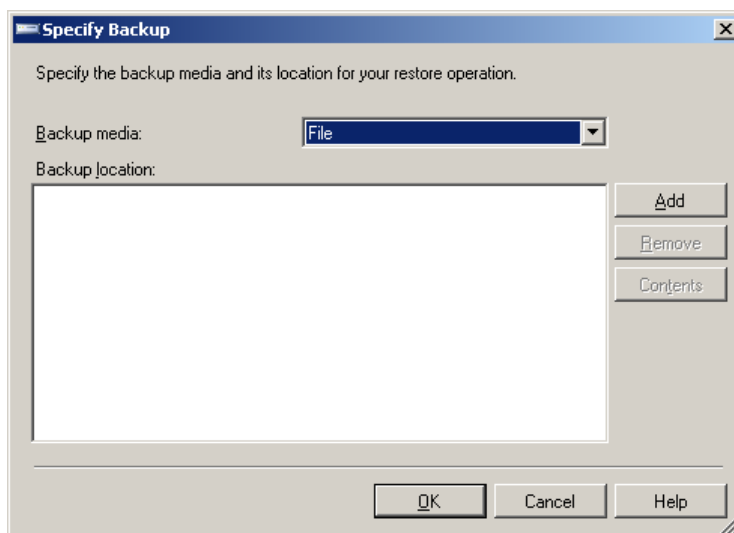 Specify Backup
Specify the backup media and its location for your restore operation.
Backup media:
File
Backup location:
Add
Remove
Contents
OK
Cancel
Help